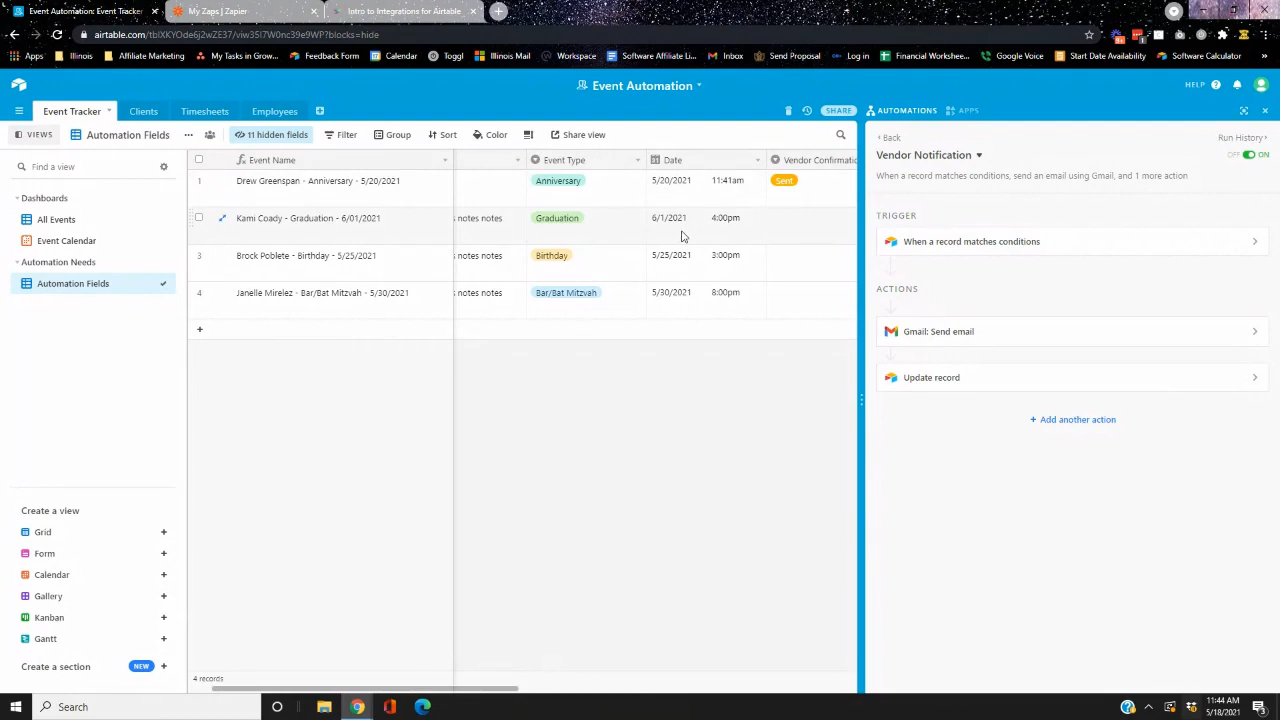 Event Automation: Event Tracker
My Zaps | Zapier
Intro to Integrations for Airtable
airtable.com/tblXKYOde6j2wZE37/viw35I7W0nc39e9WP?blocks=hide
Apps Illinois Affiliate Marketing My Tasks in Grow... Feedback Form Calendar Toggl Illinois Mail Workspace Software Affiliate Li... Inbox Send Proposal Log in Financial Workshe... Google Voice Start Date Availability Software Calculator
Event Automation
HELP
Event Tracker Clients Timesheets Employees
SHARE AUTOMATIONS APPS
VIEWS Automation Fields 11 hidden fields Filter Group Sort Color Share view
Back Run History
Vendor Notification
OFF ON
When a record matches conditions, send an email using Gmail, and 1 more action
Find a view
Dashboards
All Events
Event Calendar
Automation Needs
Automation Fields
Event Name Event Type Date Vendor Confirmatio
1 Drew Greenspan - Anniversary - 5/20/2021 Anniversary 5/20/2021 11:41am Sent
Kami Coady - Graduation - 6/01/2021 s notes notes Graduation 6/1/2021 4:00pm
3 Brock Poblete - Birthday - 5/25/2021 s notes notes Birthday 5/25/2021 3:00pm
4 Janelle Mirelez - Bar/Bat Mitzvah - 5/30/2021 s notes notes Bar/Bat Mitzvah 5/30/2021 8:00pm
+
TRIGGER
When a record matches conditions
ACTIONS
Gmail: Send email
Update record
+ Add another action
Create a view
Grid +
Form +
Calendar +
Gallery +
Kanban +
Gantt +
Create a section NEW +
4 records
Search
11:44 AM
5/18/2021